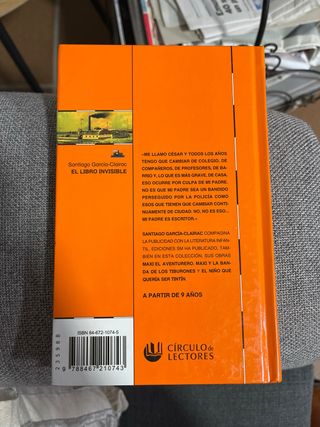 Santiago García-Clairac
EL LIBRO INVISIBLE
«ME LLAMO CÉSAR Y TODOS LOS AÑOS
TENGO QUE CAMBIAR DE COLEGIO, DE
COMPAÑEROS, DE PROFESORES, DE BA-
RRIO Y, LO QUE ES MÁS GRAVE, DE CASA.
ESO OCURRE POR CULPA DE MI PADRE.
NO ES QUE MI PADRE SEA UN BANDIDO
PERSEGUIDO POR LA POLICÍA COMO
ESOS QUE TIENEN QUE CAMBIAR CONTI-
NUAMENTE DE CIUDAD. NO, NO ES ESO...
MI PADRE ES ESCRITOR.»
SANTIAGO GARCÍA-CLAIRAC COMPAGINA
LA PUBLICIDAD CON LA LITERATURA INFAN-
TIL. EDICIONES SM HA PUBLICADO, TAM-
BIÉN EN ESTA COLECCIÓN, SUS OBRAS
MAXI EL AVENTURERO, MAXI Y LA BAN-
DA DE LOS TIBURONES Y EL NIÑO QUE
QUERÍA SER TINTÍN.
A PARTIR DE 9 AÑOS
CÍRCULO de
LECTORES
ISBN 84-672-1074-5
9 788467 210743
23598